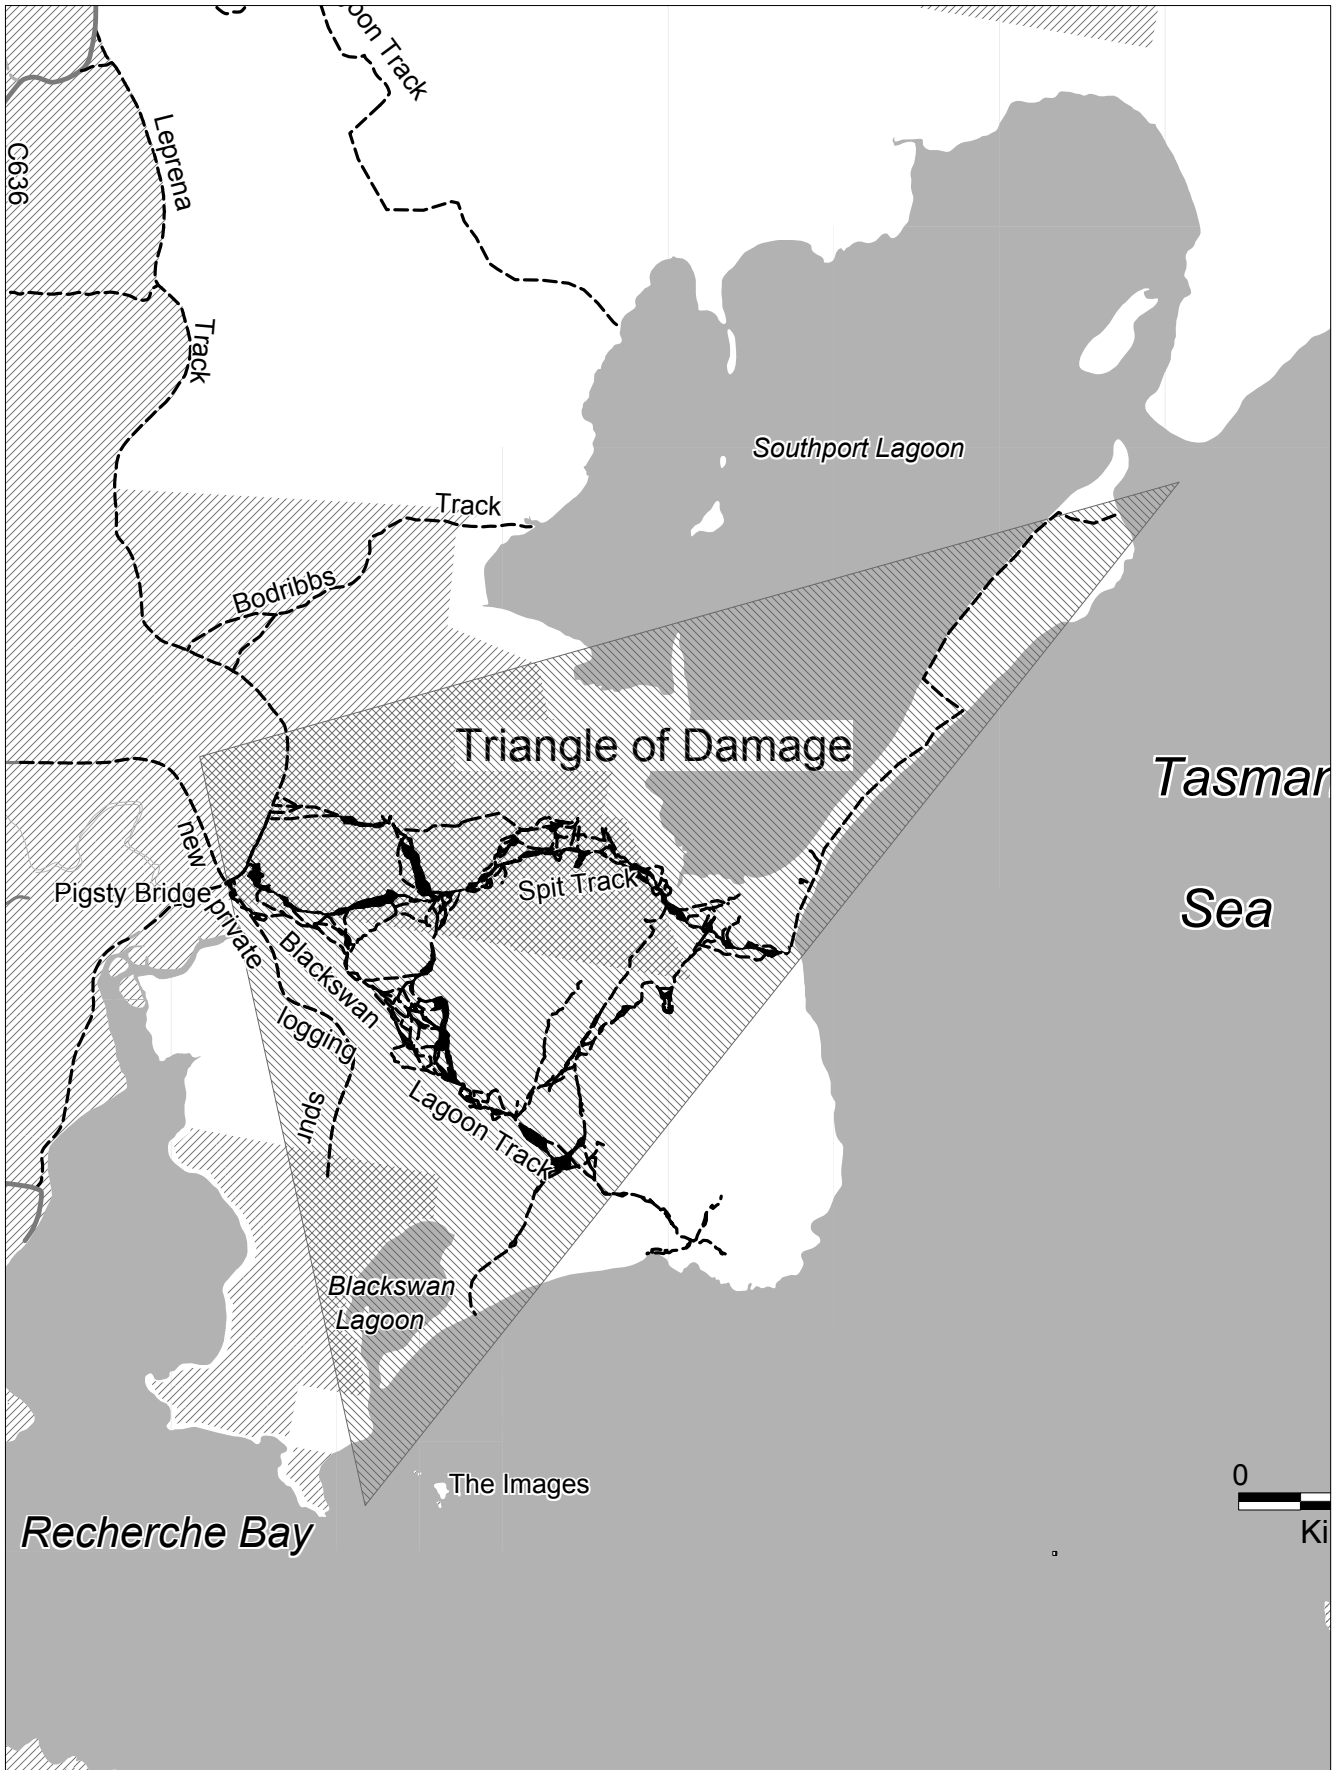 oon Track
Leprena
C636
Track
Southport Lagoon
Track
Bodribbs
Triangle of Damage
Tasman
new
Pigsty Bridge
Spit Track
Sea
private
Blackswan
logging
Lagoon Track
spur
Blackswan
Lagoon
The Images
0
Recherche Bay
Ki